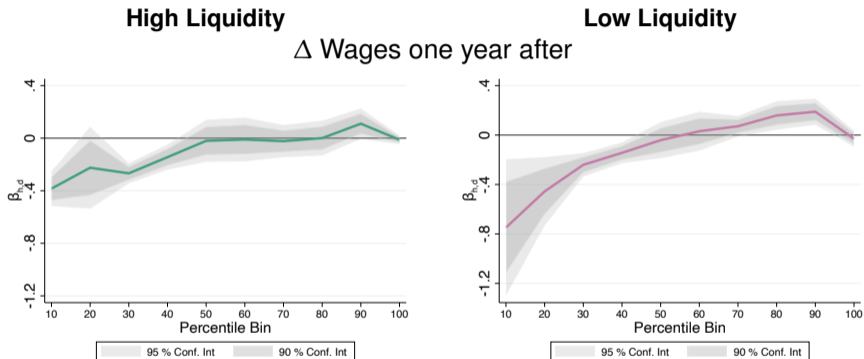 High Liquidity
Low Liquidity
Δ Wages one year after
.4
0
-.4
-.8
-1.2
βh,d
10 20 30 40 50 60 70 80 90 100
Percentile Bin
95 % Conf. Int 90 % Conf. Int
.4
0
-.4
-.8
-1.2
βh,d
10 20 30 40 50 60 70 80 90 100
Percentile Bin
95 % Conf. Int 90 % Conf. Int